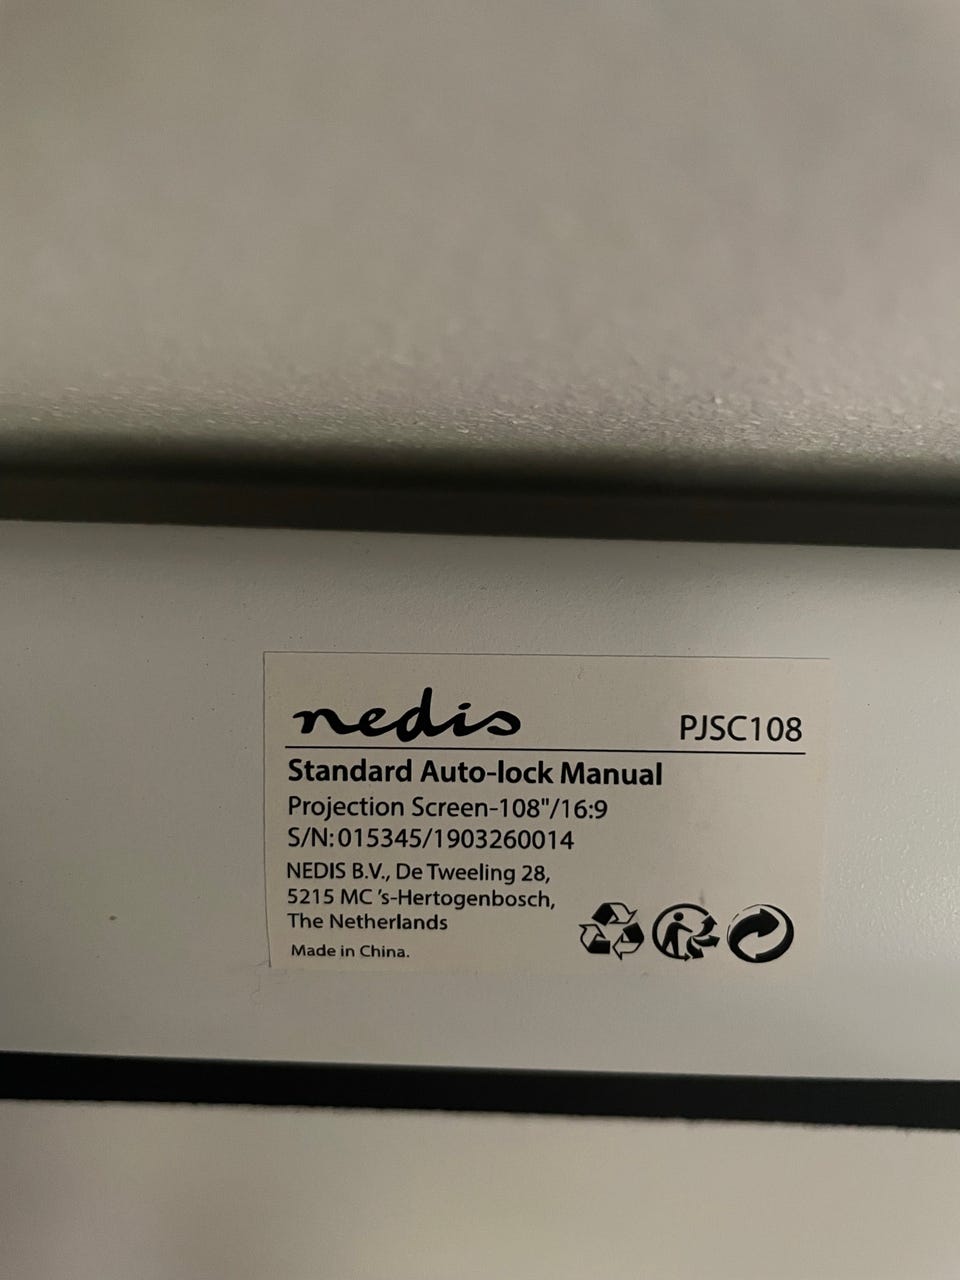 nedis PJSC108
Standard Auto-lock Manual
Projection Screen-108"/16:9
S/N:015345/1903260014
NEDIS B.V., De Tweeling 28,
5215 MC 's-Hertogenbosch,
The Netherlands
Made in China.